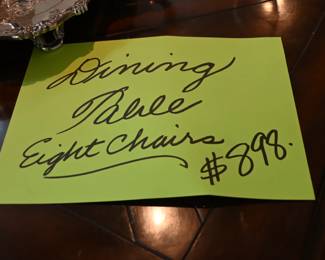 Dining
Table
Eight Chairs
$898.